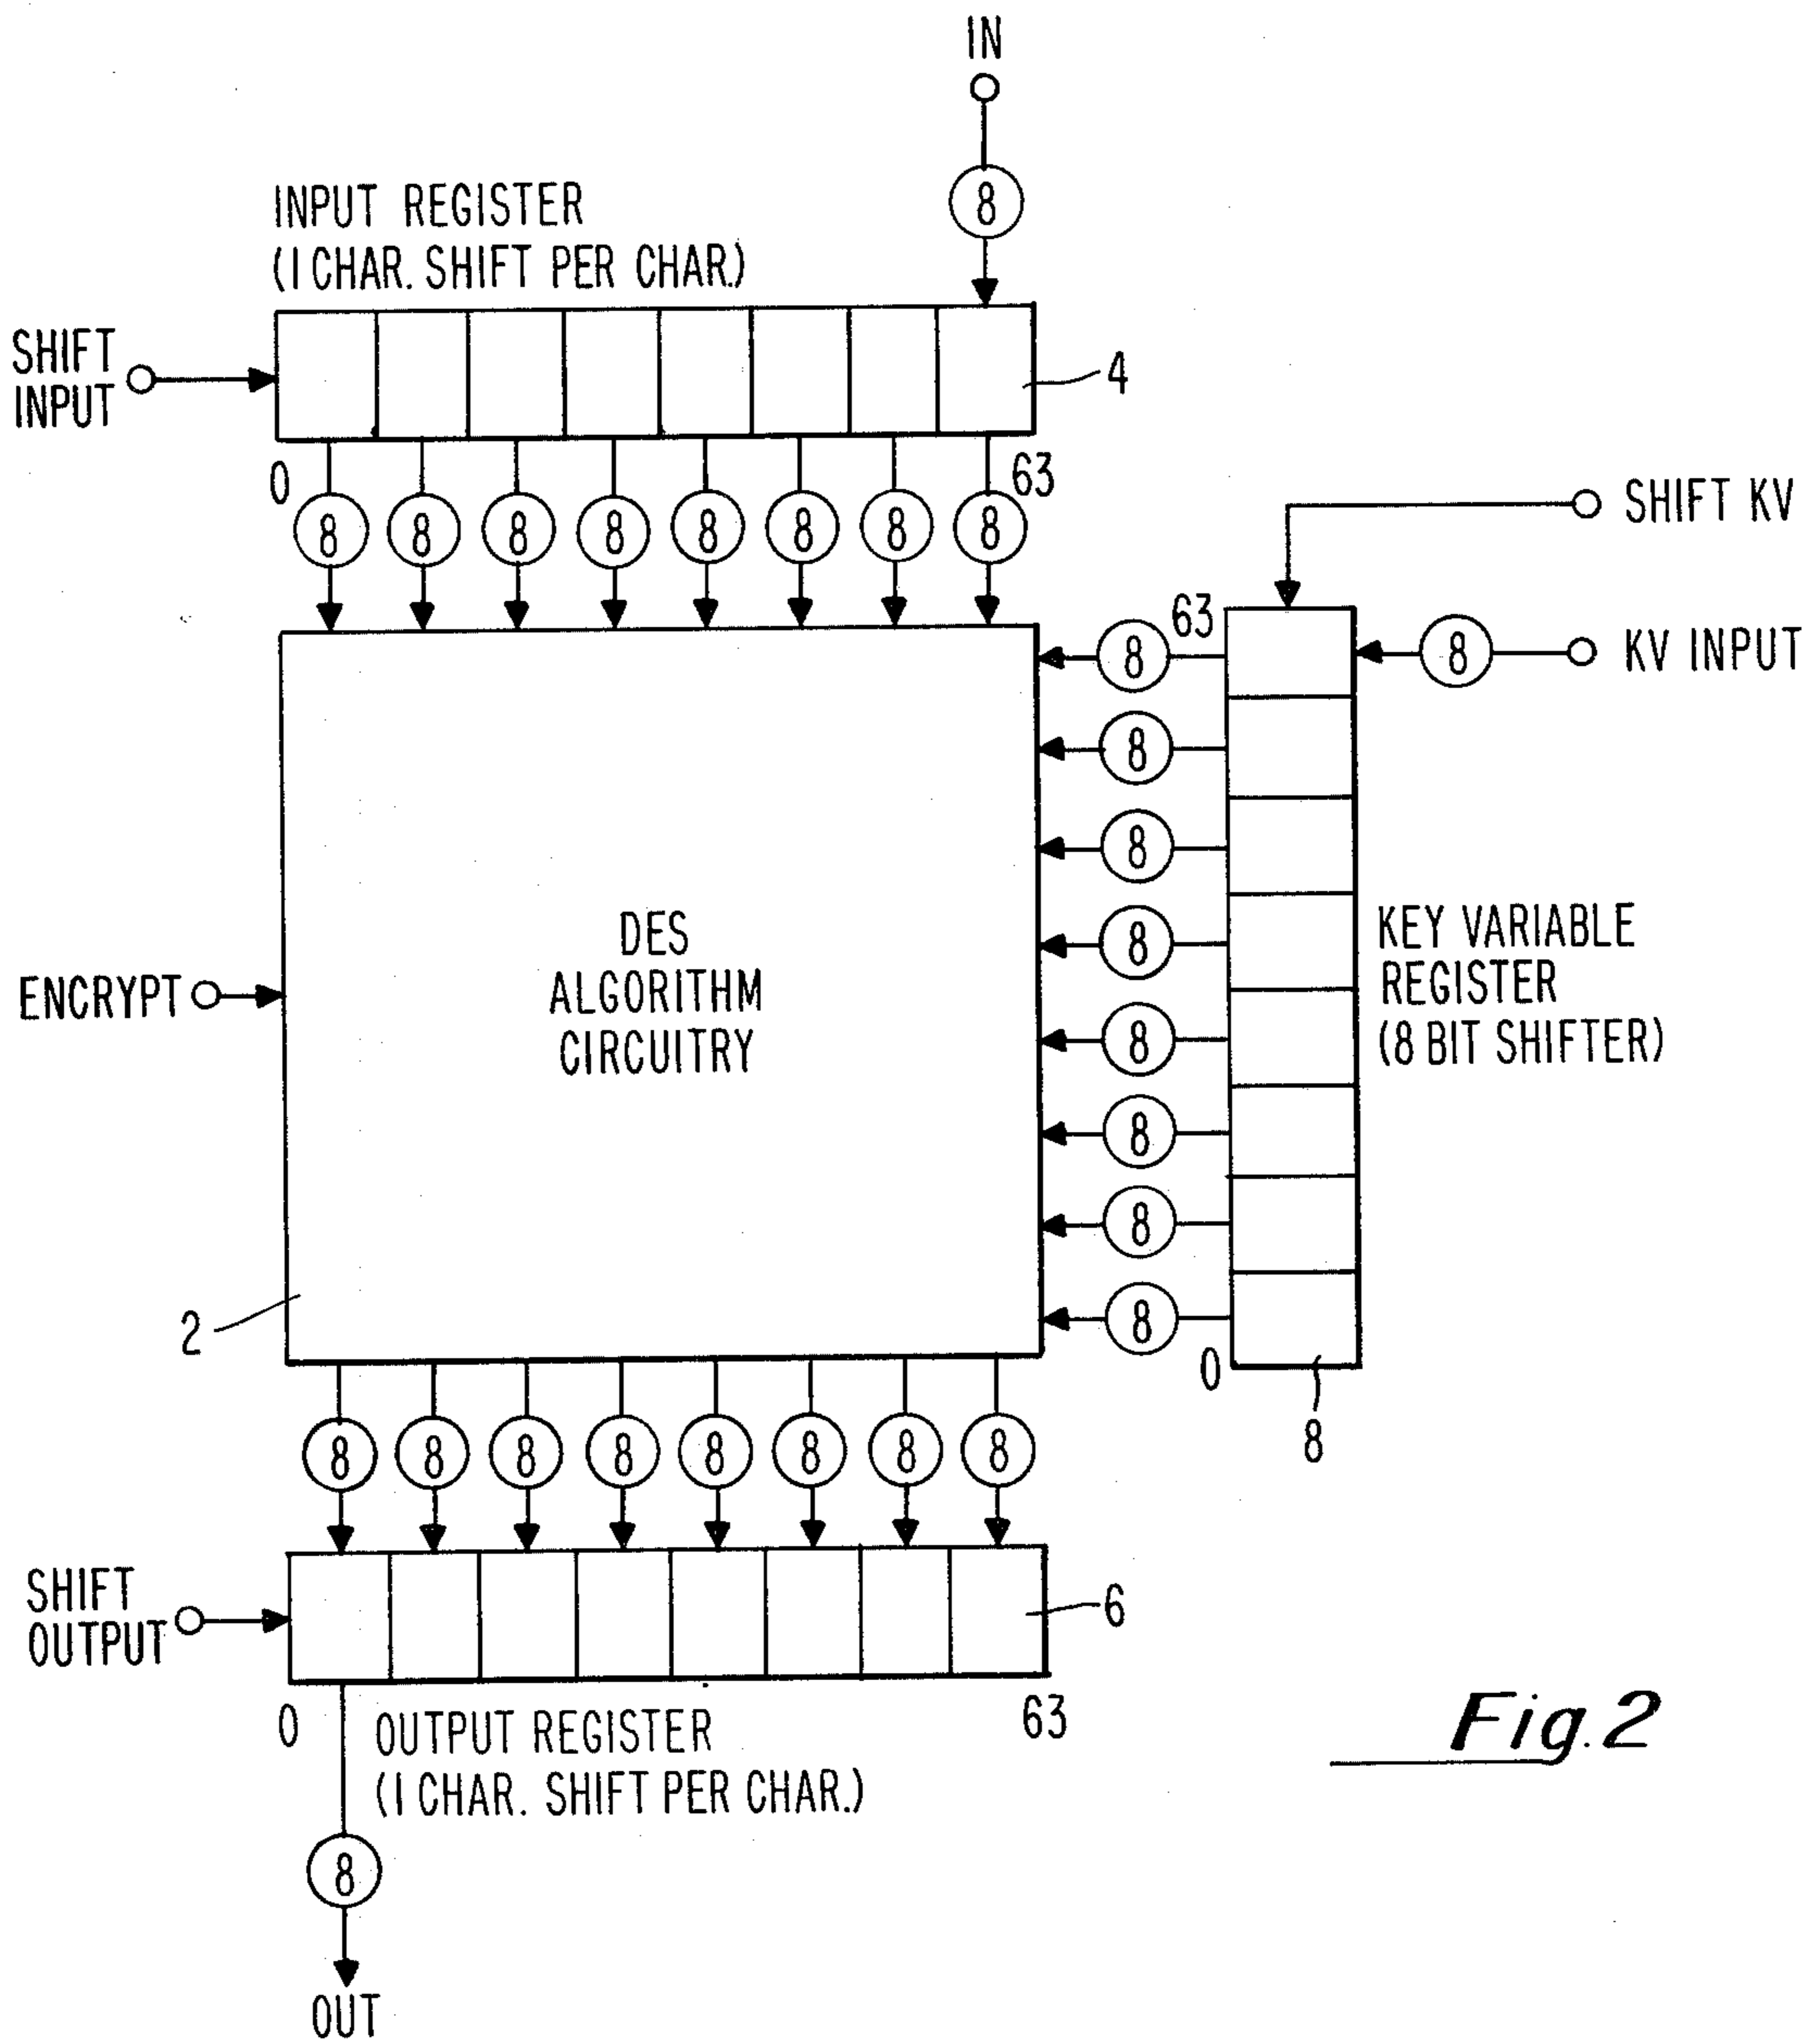 IN
8
INPUT REGISTER
(1 CHAR. SHIFT PER CHAR.)
SHIFT
INPUT
4
0
63
8 8 8 8 8 8 8 8
SHIFT KV
63
8
8
KV INPUT
8
8
8
8
8
8
8
KEY VARIABLE
REGISTER
(8 BIT SHIFTER)
ENCRYPT
DES
ALGORITHM
CIRCUITRY
2
0
8
8 8 8 8 8 8 8 8
SHIFT
OUTPUT
6
0
63
OUTPUT REGISTER
(1 CHAR. SHIFT PER CHAR.)
8
OUT
Fig. 2